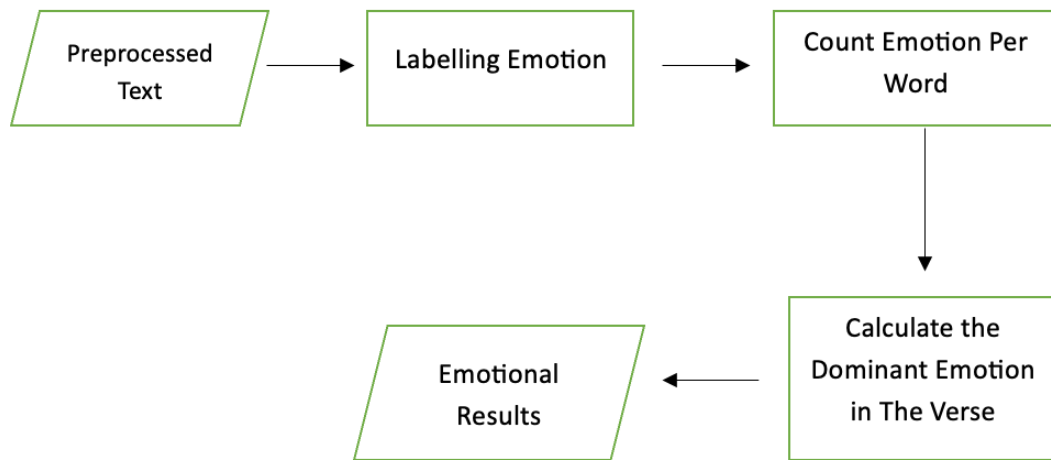 Preprocessed
Text
Labelling Emotion
Count Emotion Per
Word
Calculate the
Dominant Emotion
in The Verse
Emotional
Results